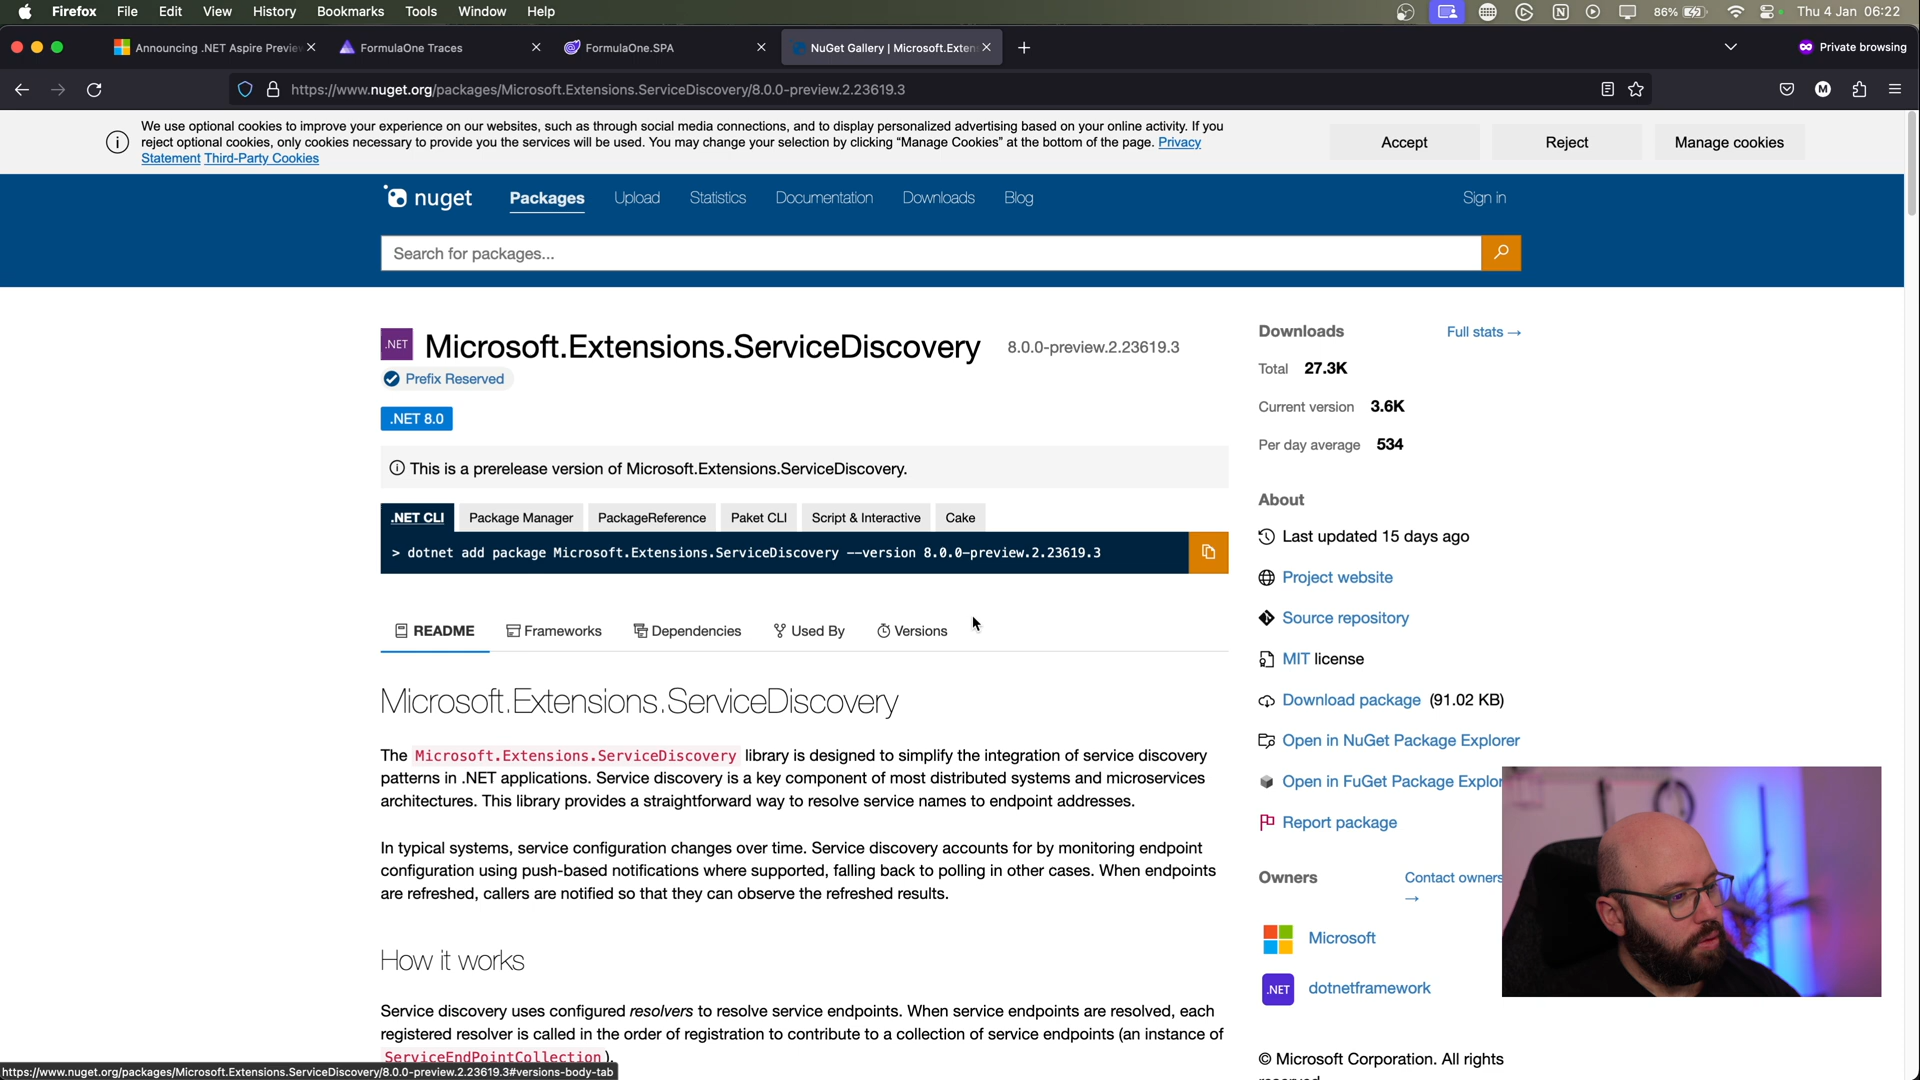 Firefox File Edit View History Bookmarks Tools Window Help 86% Thu 4 Jan 06:22
Announcing .NET Aspire Previe FormulaOne Traces FormulaOne.SPA NuGet Gallery | Microsoft.Exten Private browsing
https://www.nuget.org/packages/Microsoft.Extensions.ServiceDiscovery/8.0.0-preview.2.23619.3
We use optional cookies to improve your experience on our websites, such as through social media connections, and to display personalized advertising based on your online activity. If you
reject optional cookies, only cookies necessary to provide you the services will be used. You may change your selection by clicking “Manage Cookies” at the bottom of the page. Privacy
Statement Third-Party Cookies
Accept Reject Manage cookies
nuget Packages Upload Statistics Documentation Downloads Blog Sign in
Search for packages...
.NET Microsoft.Extensions.ServiceDiscovery 8.0.0-preview.2.23619.3
Prefix Reserved
.NET 8.0
This is a prerelease version of Microsoft.Extensions.ServiceDiscovery.
.NET CLI Package Manager PackageReference Paket CLI Script & Interactive Cake
> dotnet add package Microsoft.Extensions.ServiceDiscovery --version 8.0.0-preview.2.23619.3
README Frameworks Dependencies Used By Versions
Microsoft.Extensions.ServiceDiscovery
The Microsoft.Extensions.ServiceDiscovery library is designed to simplify the integration of service discovery
patterns in .NET applications. Service discovery is a key component of most distributed systems and microservices
architectures. This library provides a straightforward way to resolve service names to endpoint addresses.
In typical systems, service configuration changes over time. Service discovery accounts for by monitoring endpoint
configuration using push-based notifications where supported, falling back to polling in other cases. When endpoints
are refreshed, callers are notified so that they can observe the refreshed results.
How it works
Service discovery uses configured resolvers to resolve service endpoints. When service endpoints are resolved, each
registered resolver is called in the order of registration to contribute to a collection of service endpoints (an instance of
ServiceEndPointCollection ).
https://www.nuget.org/packages/Microsoft.Extensions.ServiceDiscovery/8.0.0-preview.2.23619.3#versions-body-tab
Downloads Full stats →
Total 27.3K
Current version 3.6K
Per day average 534
About
Last updated 15 days ago
Project website
Source repository
MIT license
Download package (91.02 KB)
Open in NuGet Package Explorer
Open in FuGet Package Explor
Report package
Owners Contact owners
→
Microsoft
.NET dotnetframework
© Microsoft Corporation. All rights